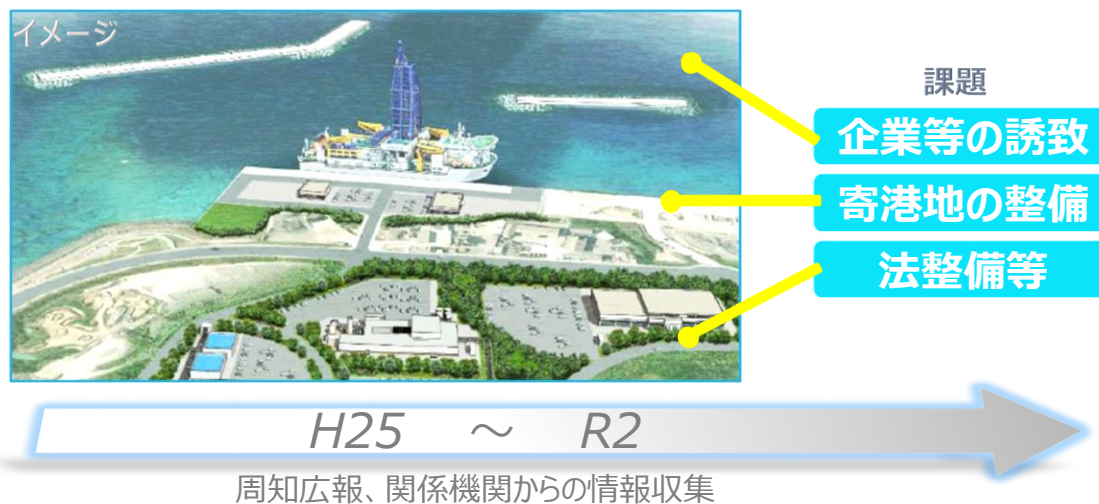 イメージ
課題
企業等の誘致
寄港地の整備
法整備等
H25 ～ R2
周知広報、関係機関からの情報収集